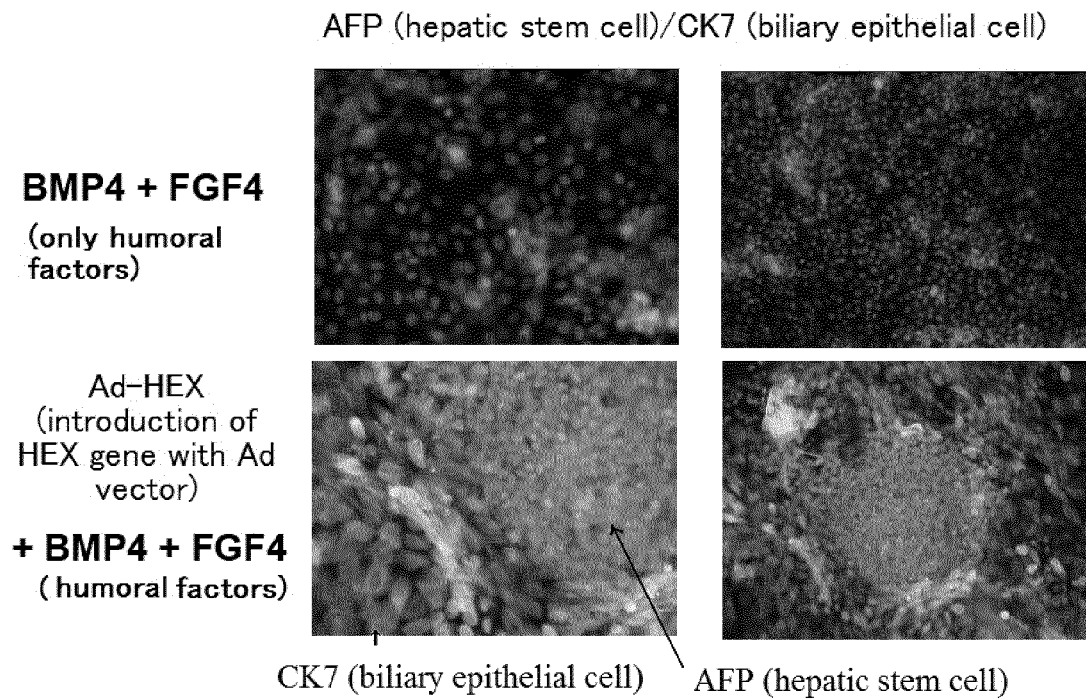 AFP (hepatic stem cell)/CK7 (biliary epithelial cell)
BMP4 + FGF4
(only humoral
factors)
Ad-HEX
(introduction of
HEX gene with Ad
vector)
+ BMP4 + FGF4
(humoral factors)
CK7 (biliary epithelial cell)
AFP (hepatic stem cell)